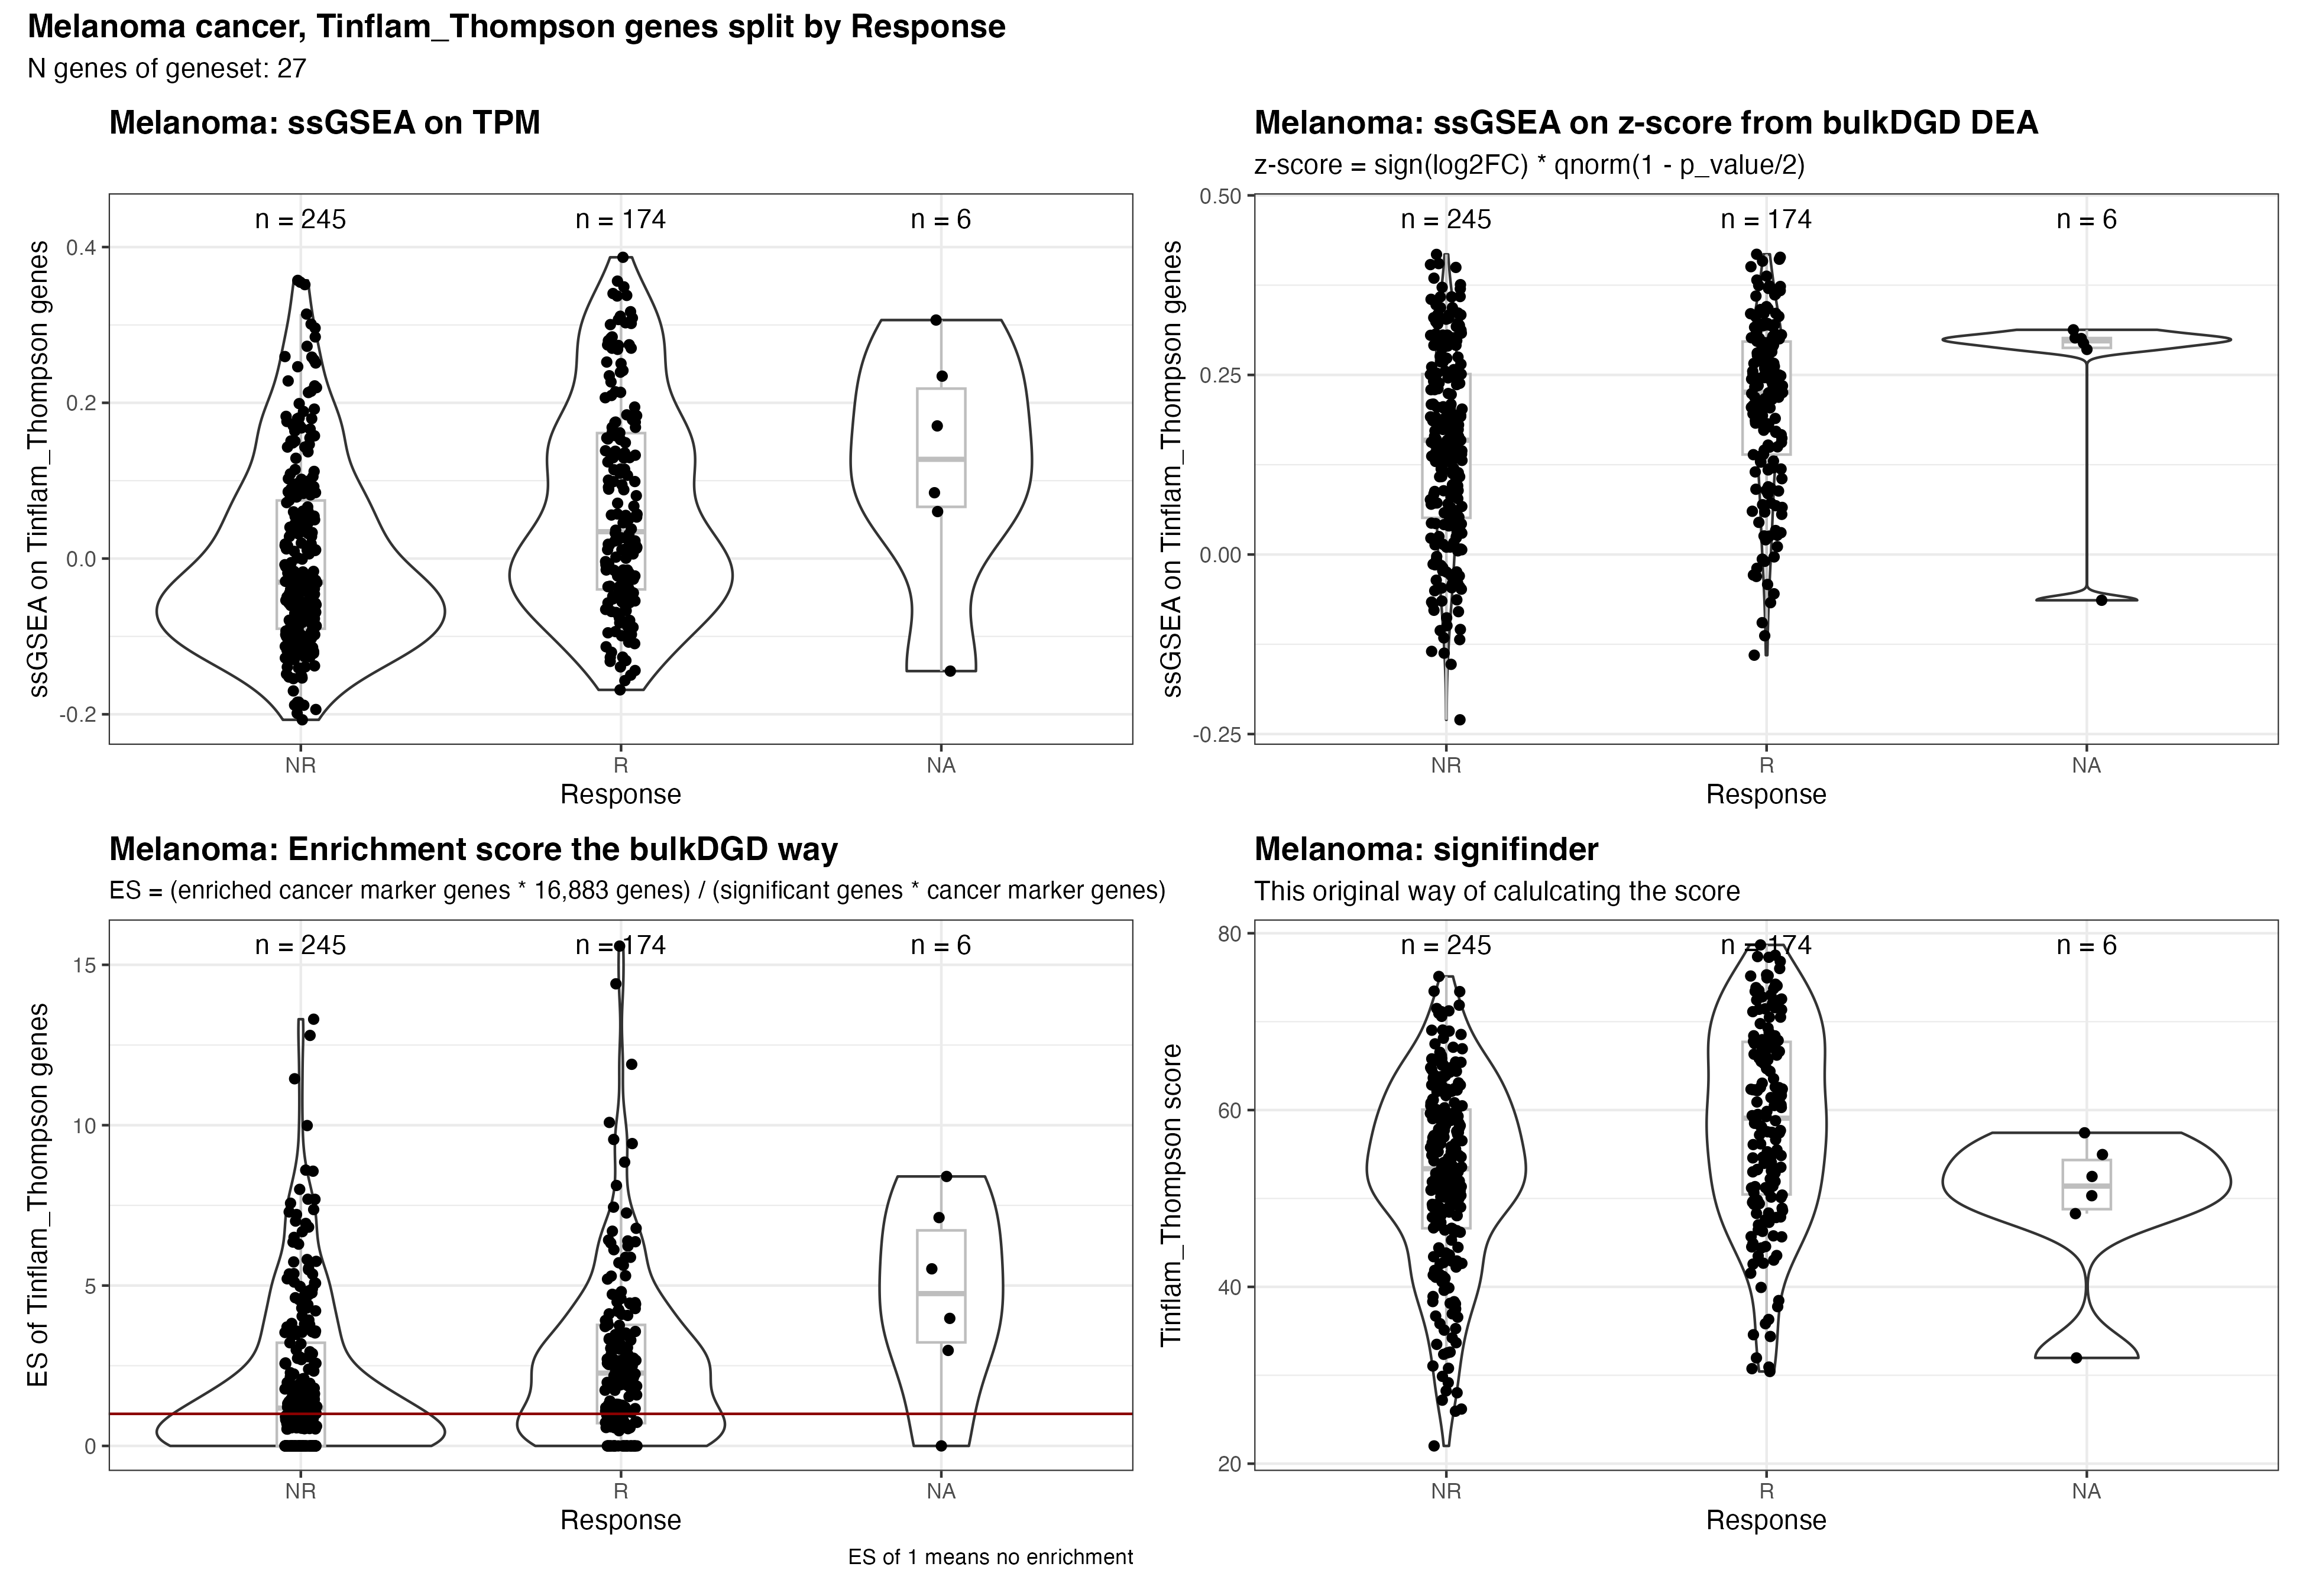 Melanoma cancer, Tinflam_Thompson genes split by Response
N genes of geneset: 27
Melanoma: ssGSEA on TPM
ssGSEA on Tinflam_Thompson genes
0.4
0.2
0.0
-0.2
n = 245
n = 174
n = 6
NR
R
NA
Response
Melanoma: ssGSEA on z-score from bulkDGD DEA
z-score = sign(log2FC) * qnorm(1 - p_value/2)
ssGSEA on Tinflam_Thompson genes
0.50
0.25
0.00
-0.25
n = 245
n = 174
n = 6
NR
R
NA
Response
Melanoma: Enrichment score the bulkDGD way
ES = (enriched cancer marker genes * 16,883 genes) / (significant genes * cancer marker genes)
ES of Tinflam_Thompson genes
15
10
5
0
n = 245
n = 174
n = 6
NR
R
NA
Response
ES of 1 means no enrichment
Melanoma: signifinder
This original way of calulcating the score
Tinflam_Thompson score
80
60
40
20
n = 245
n = 174
n = 6
NR
R
NA
Response